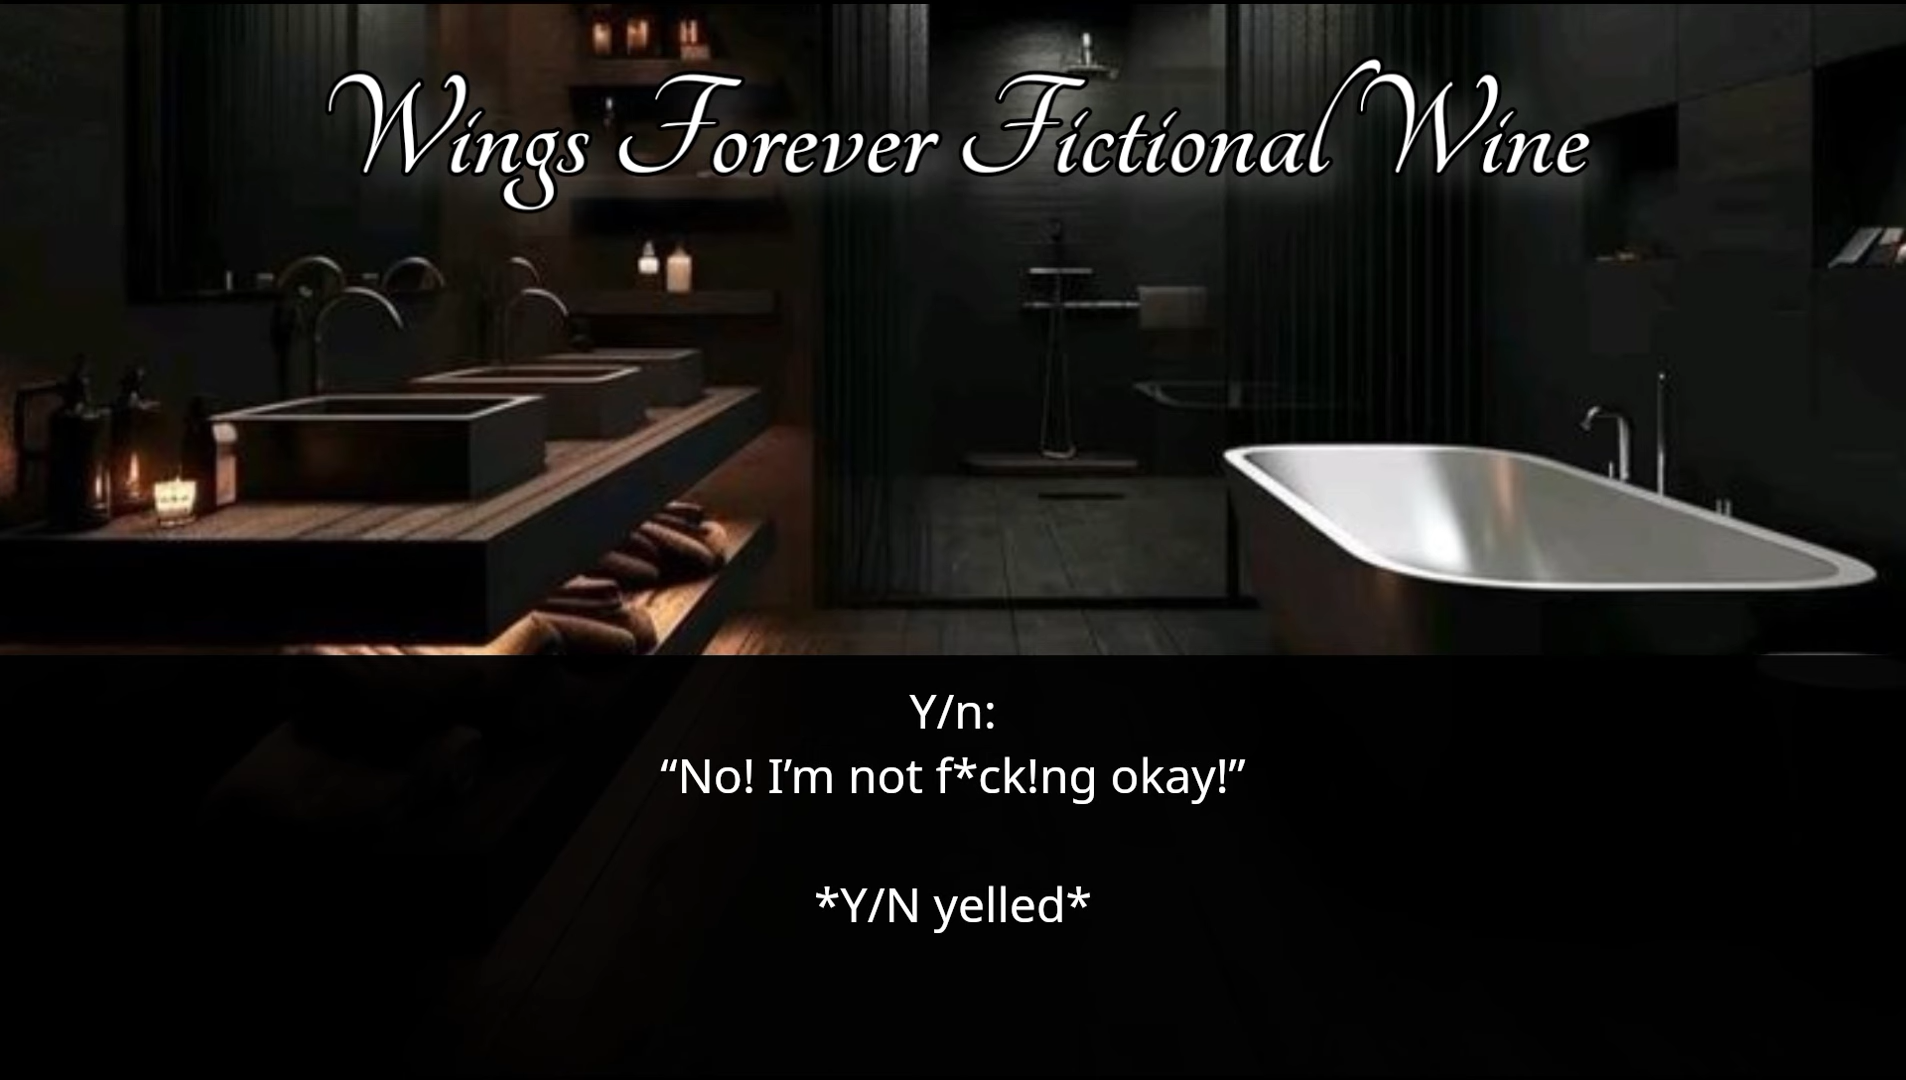 Wings Forever Fictional Wine
Y/n:
“No! I’m not f*ck!ng okay!”
*Y/N yelled*